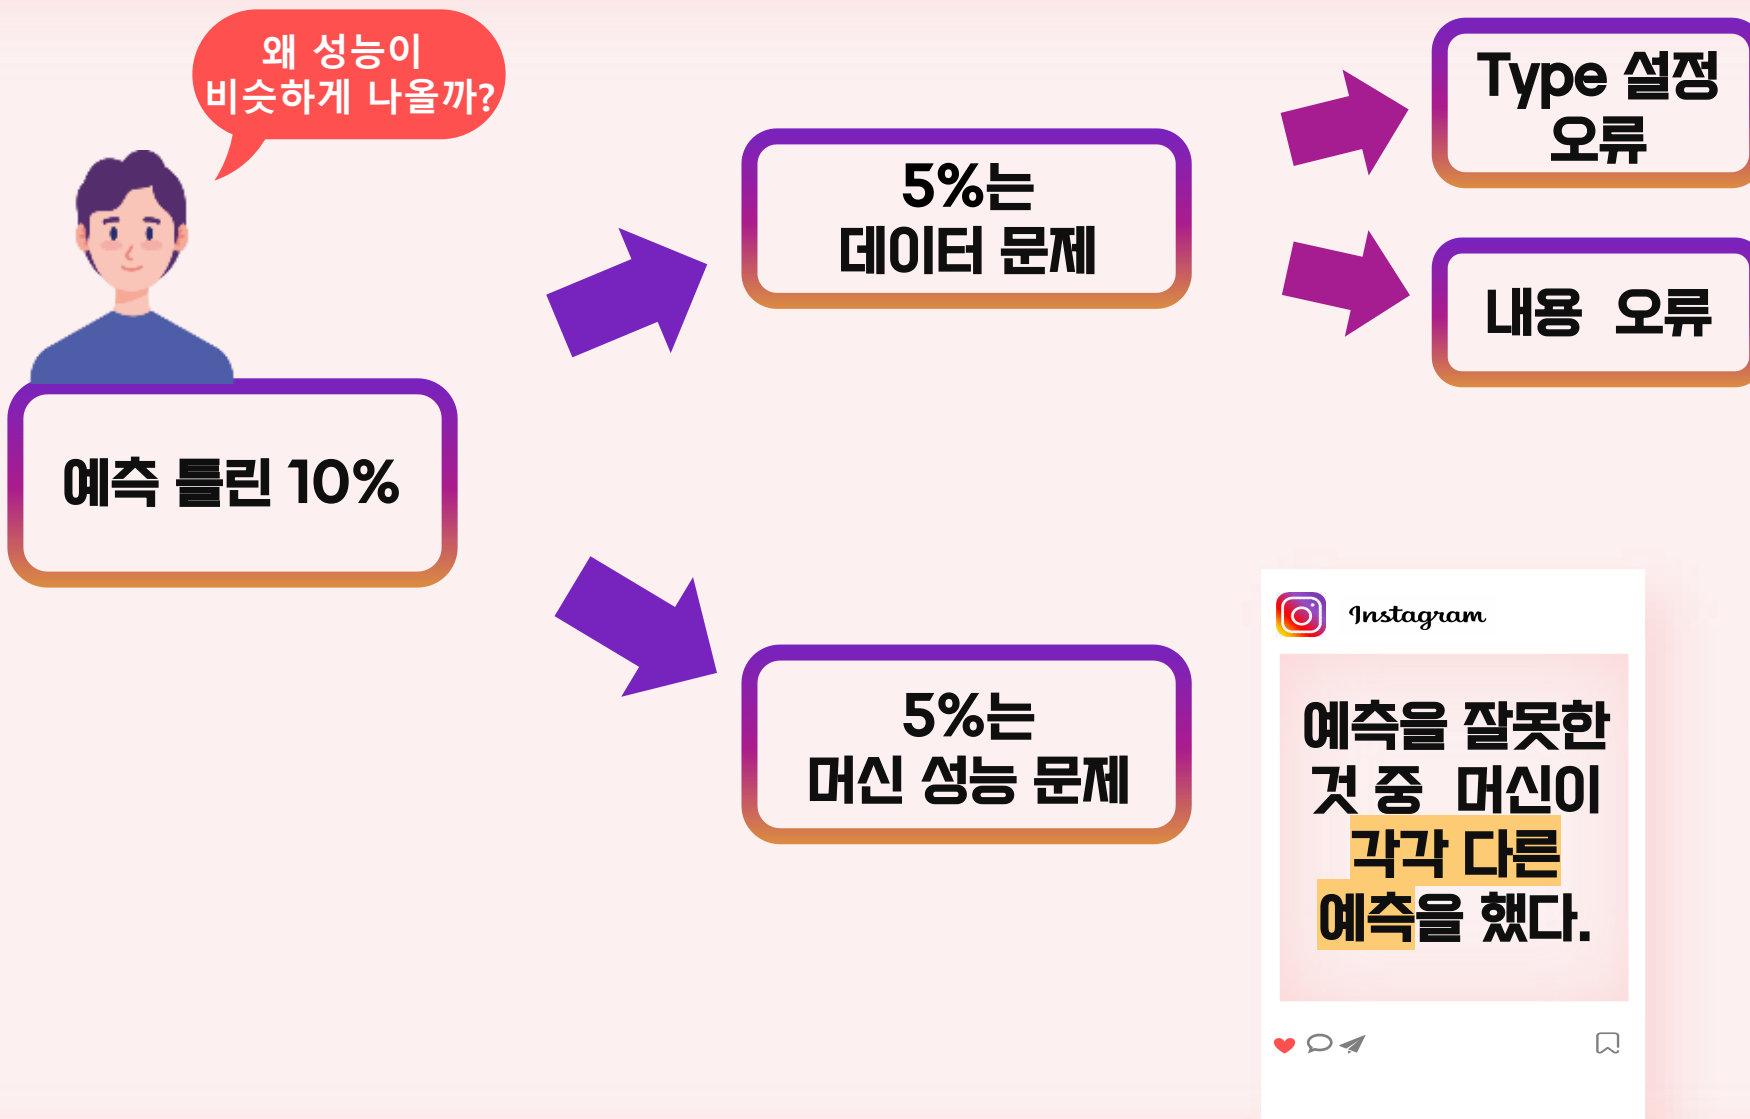 왜 성능이
비슷하게 나올까?
예측 틀린 10%
5%는
데이터 문제
Type 설정
오류
내용 오류
5%는
머신 성능 문제
Instagram
예측을 잘못한
것 중 머신이
각각 다른
예측을 했다.